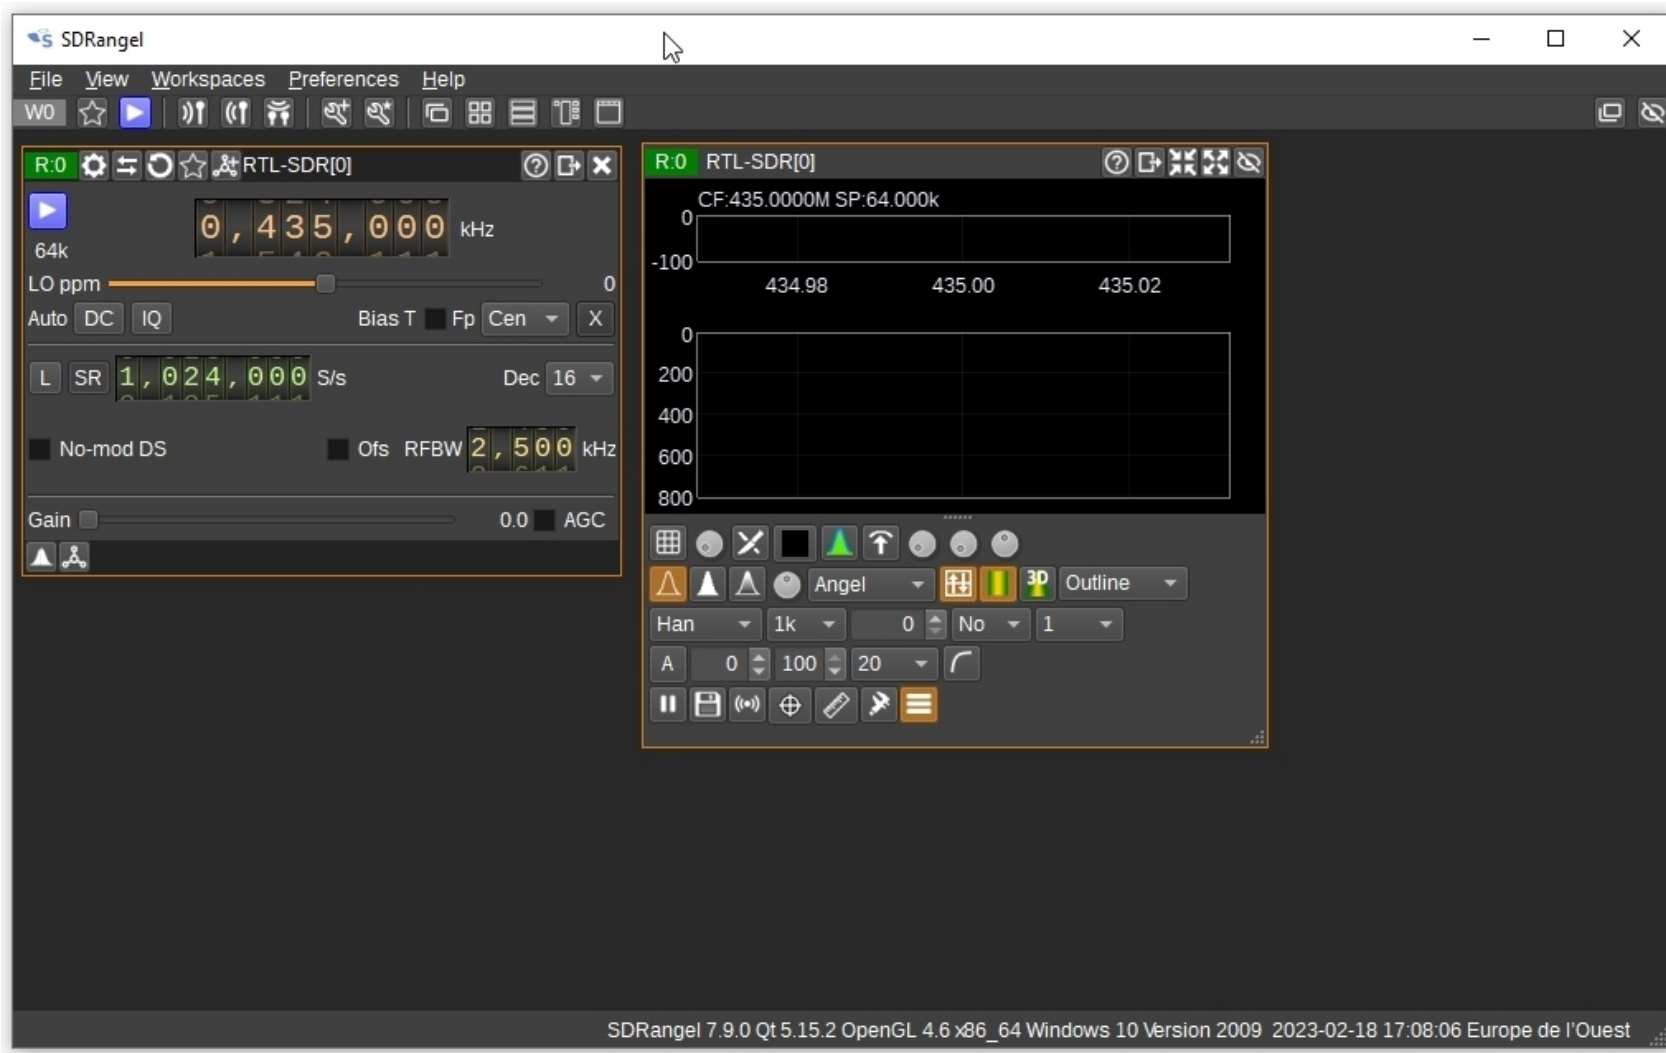 SDRangel
File View Workspaces Preferences Help
W0
R:0 RTL-SDR[0]
0,435,000 kHz
64k
LO ppm 0
Auto DC IQ Bias T Fp Cen X
L SR 1,024,000 S/s Dec 16
No-mod DS Ofs RFBW 2,500 kHz
Gain 0.0 AGC
R:0 RTL-SDR[0]
CF:435.0000M SP:64.000k
0
-100
434.98 435.00 435.02
0
200
400
600
800
Angel 3D Outline
Han 1k 0 No 1
A 0 100 20
SDRangel 7.9.0 Qt 5.15.2 OpenGL 4.6 x86_64 Windows 10 Version 2009 2023-02-18 17:08:06 Europe de l'Ouest